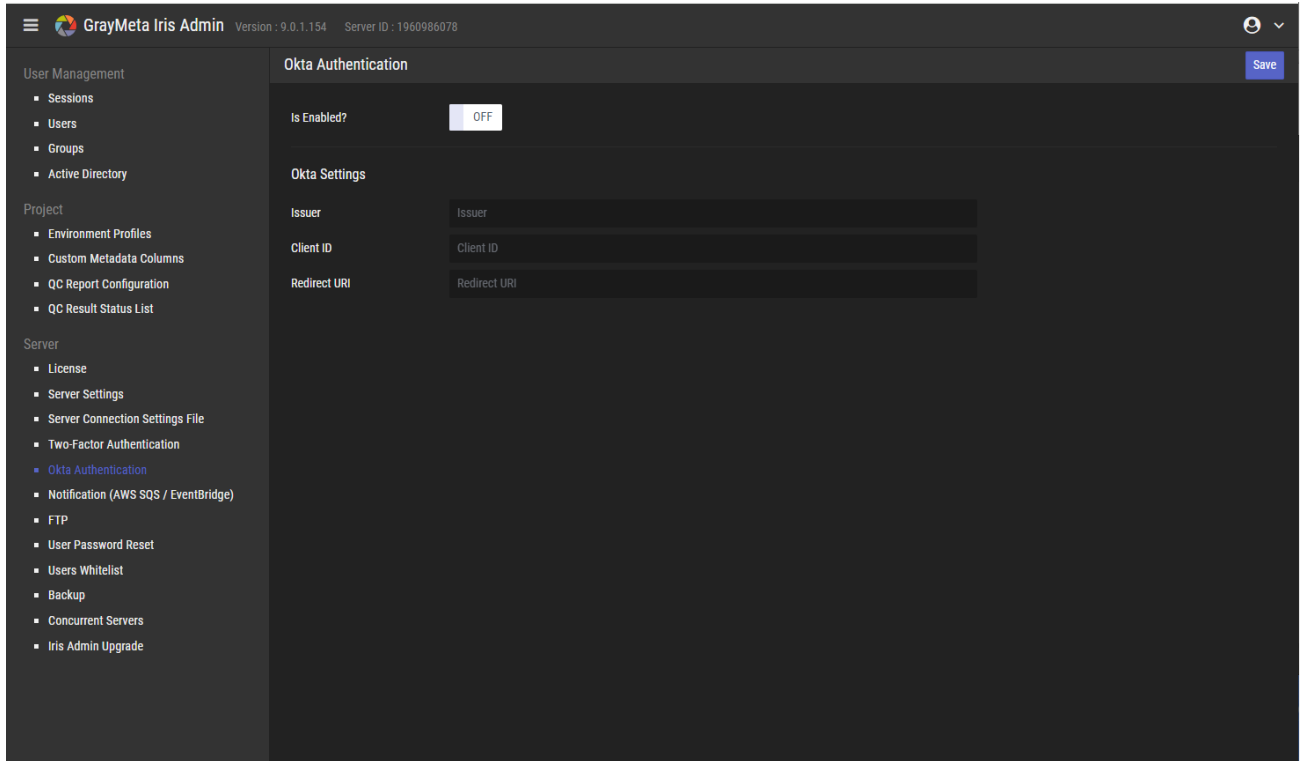 GrayMeta Iris Admin Version : 9.0.1.154 Server ID : 1960986078
User Management
Sessions
Users
Groups
Active Directory
Project
Environment Profiles
Custom Metadata Columns
QC Report Configuration
QC Result Status List
Server
License
Server Settings
Server Connection Settings File
Two-Factor Authentication
Okta Authentication
Notification (AWS SQS / EventBridge)
FTP
User Password Reset
Users Whitelist
Backup
Concurrent Servers
Iris Admin Upgrade
Okta Authentication Save
Is Enabled? OFF
Okta Settings
Issuer Issuer
Client ID Client ID
Redirect URI Redirect URI